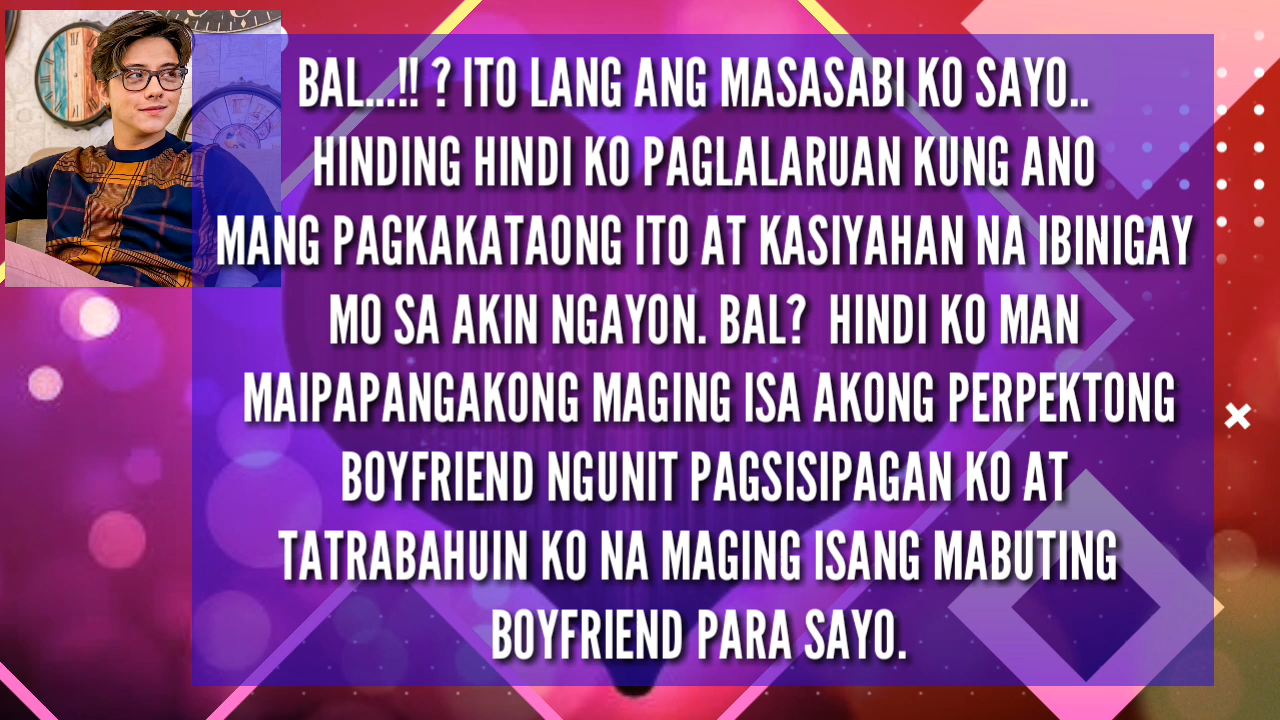 BAL...!! ? ITO LANG ANG MASASABI KO SAYO..
HINDING HINDI KO PAGLALARUAN KUNG ANO
MANG PAGKAKATAONG ITO AT KASIYAHAN NA IBINIGAY
MO SA AKIN NGAYON. BAL? HINDI KO MAN
MAIPAPANGAKONG MAGING ISA AKONG PERPEKTONG
BOYFRIEND NGUNIT PAGSISIPAGAN KO AT
TATRABAHUIN KO NA MAGING ISANG MABUTING
BOYFRIEND PARA SAYO.